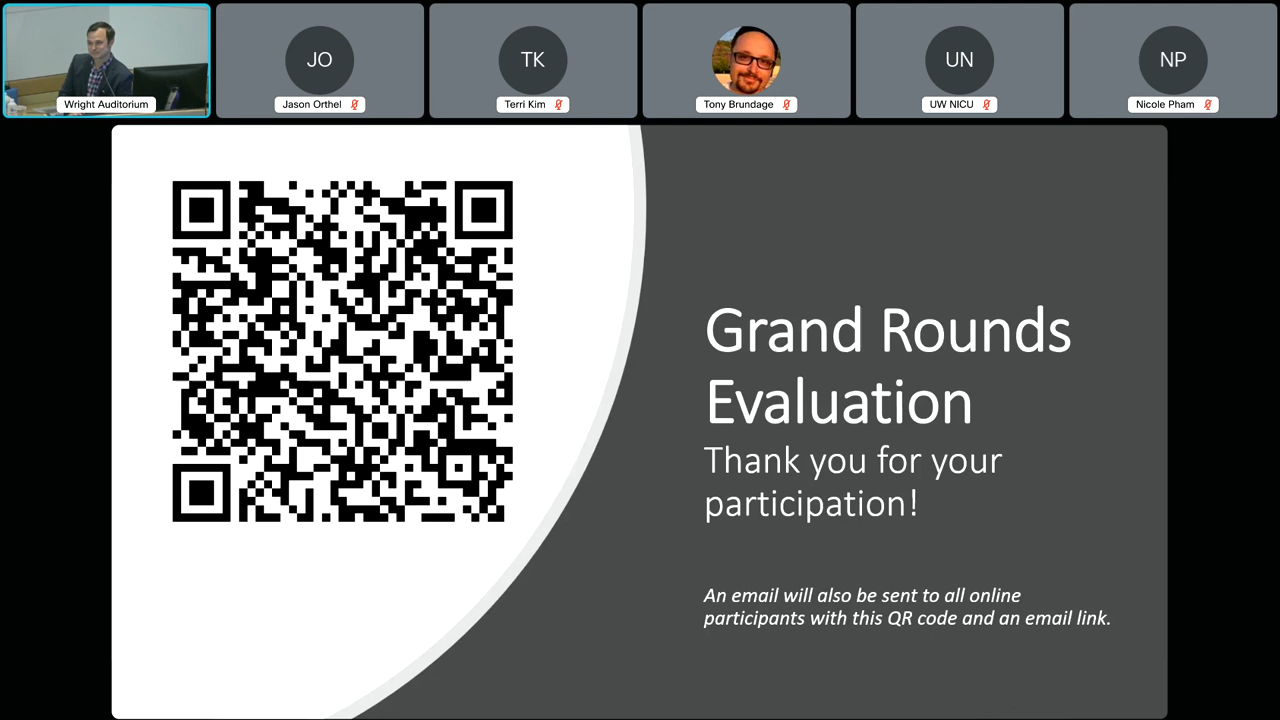 JO
TK
UN
NP
Wright Auditorium
Jason Orthel
Terri Kim
Tony Brundage
UW NICU
Nicole Pham
Grand Rounds
Evaluation
Thank you for your
participation!
An email will also be sent to all online
participants with this QR code and an email link.